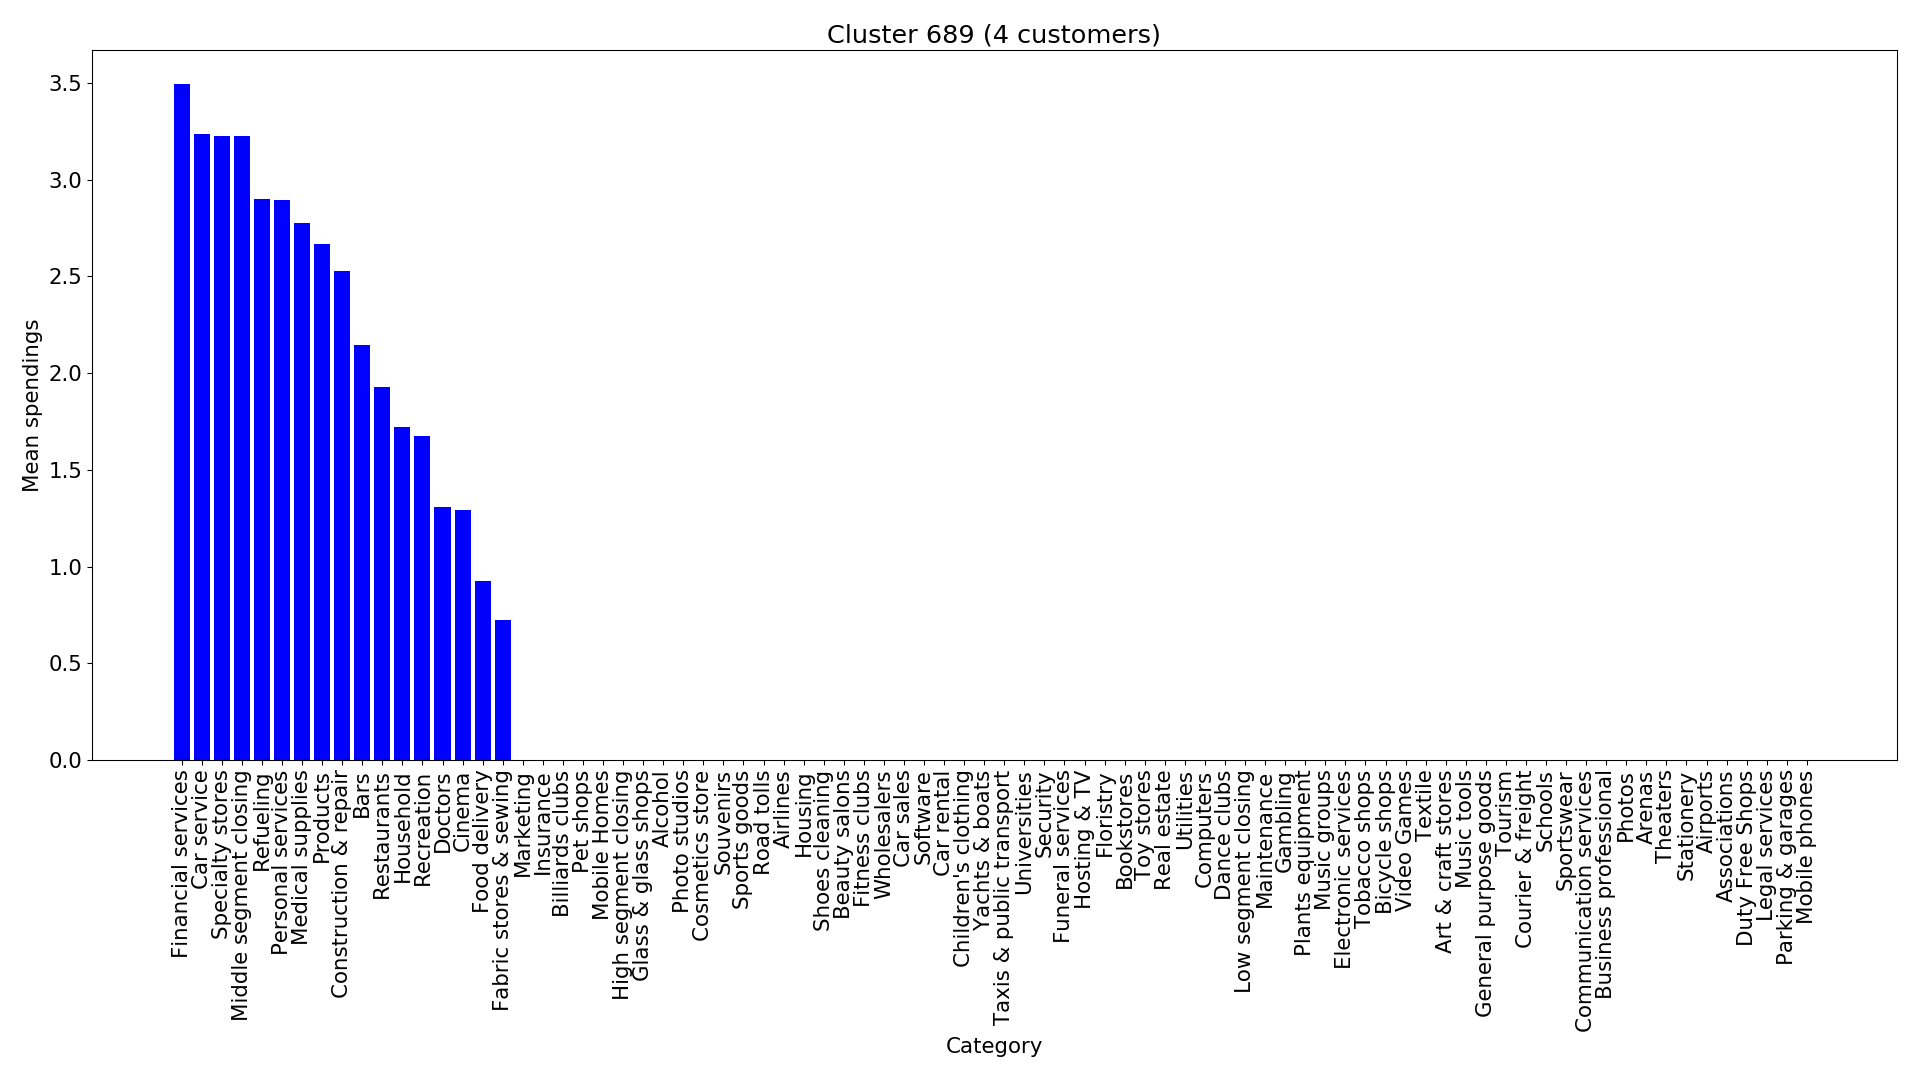 Cluster 689 (4 customers)
Mean spendings
3.5
3.0
2.5
2.0
1.5
1.0
0.5
0.0
Financial services
Car service
Specialty stores
Middle segment closing
Refueling
Personal services
Medical supplies
Products
Construction & repair
Bars
Restaurants
Household
Recreation
Doctors
Cinema
Food delivery
Fabric stores & sewing
Marketing
Insurance
Billiards clubs
Pet shops
Mobile Homes
High segment closing
Glass & glass shops
Alcohol
Photo studios
Cosmetics store
Souvenirs
Sports goods
Road tolls
Airlines
Housing
Shoes cleaning
Beauty salons
Fitness clubs
Wholesalers
Car sales
Software
Car rental
Children's clothing
Yachts & boats
Taxis & public transport
Universities
Security
Funeral services
Hosting & TV
Floristry
Bookstores
Toy stores
Real estate
Utilities
Computers
Dance clubs
Low segment closing
Maintenance
Gambling
Plants equipment
Music groups
Electronic services
Tobacco shops
Bicycle shops
Video Games
Textile
Art & craft stores
Music tools
General purpose goods
Tourism
Courier & freight
Schools
Sportswear
Communication services
Business professional
Photos
Arenas
Theaters
Stationery
Airports
Associations
Duty Free Shops
Legal services
Parking & garages
Mobile phones
Category